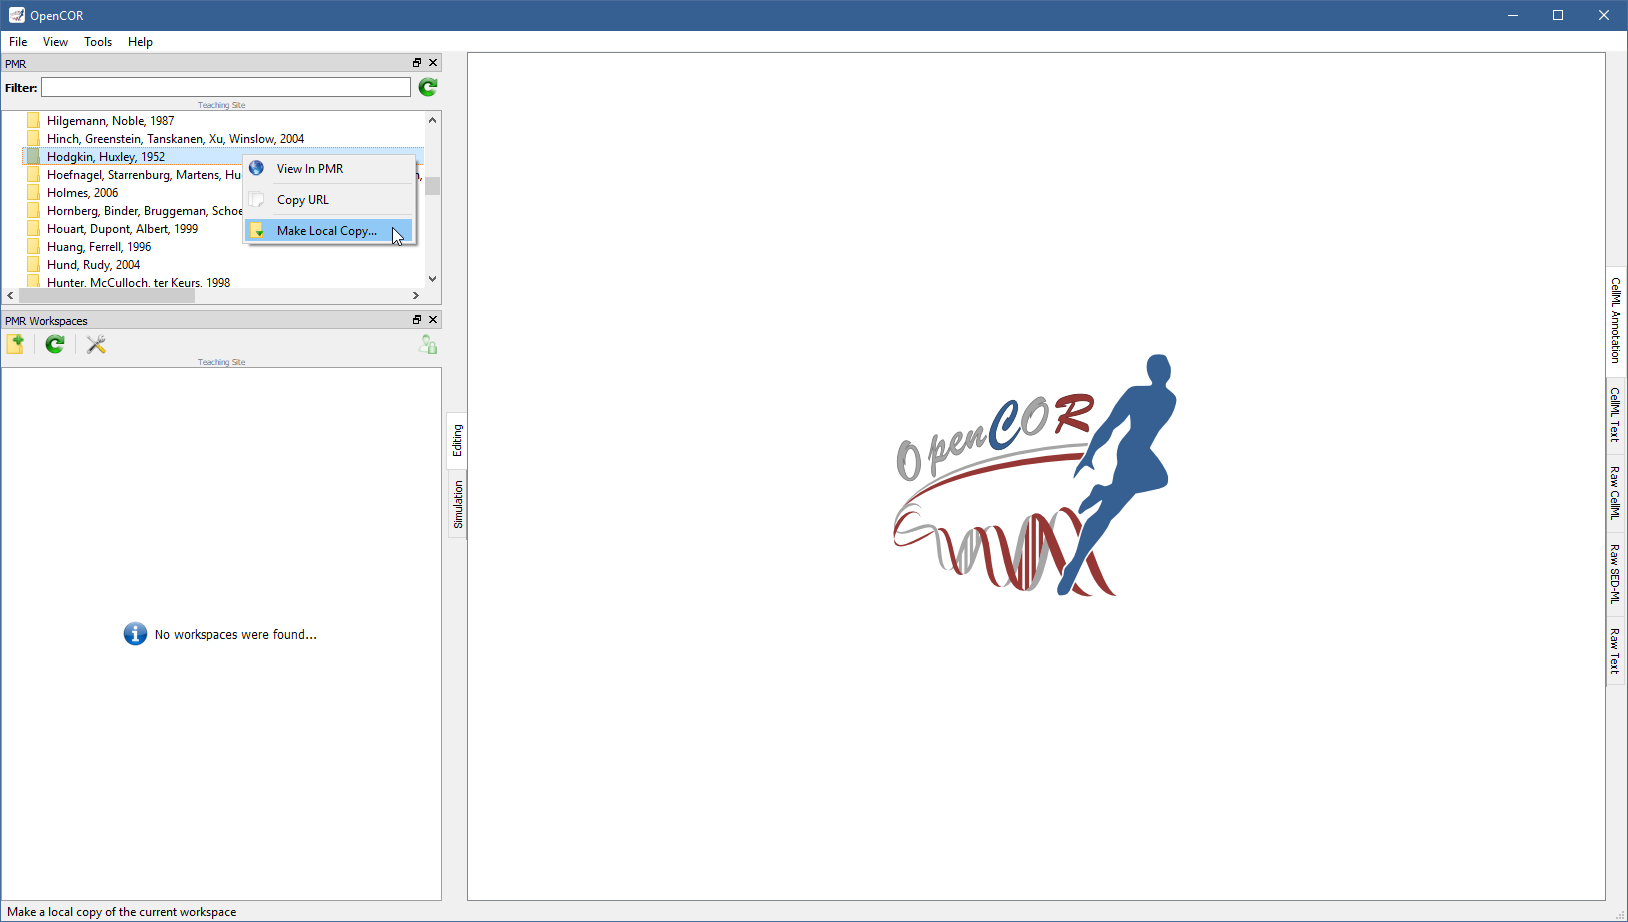 OpenCOR
File View Tools Help
PMR
Filter:
Teaching Site
Hilgemann, Noble, 1987
Hinch, Greenstein, Tanskanen, Xu, Winslow, 2004
Hodgkin, Huxley, 1952
Hoefnagel, Starrenburg, Martens, Hu
Holmes, 2006
Hornberg, Binder, Bruggeman, Schoe
Houart, Dupont, Albert, 1999
Huang, Ferrell, 1996
Hund, Rudy, 2004
Hunter, McCulloch, ter Keurs, 1998
View In PMR
Copy URL
Make Local Copy...
PMR Workspaces
Teaching Site
No workspaces were found...
Editing
Simulation
OpenCOR
CellML Annotation
CellML Text
Raw CellML
Raw SED-ML
Raw Text
Make a local copy of the current workspace